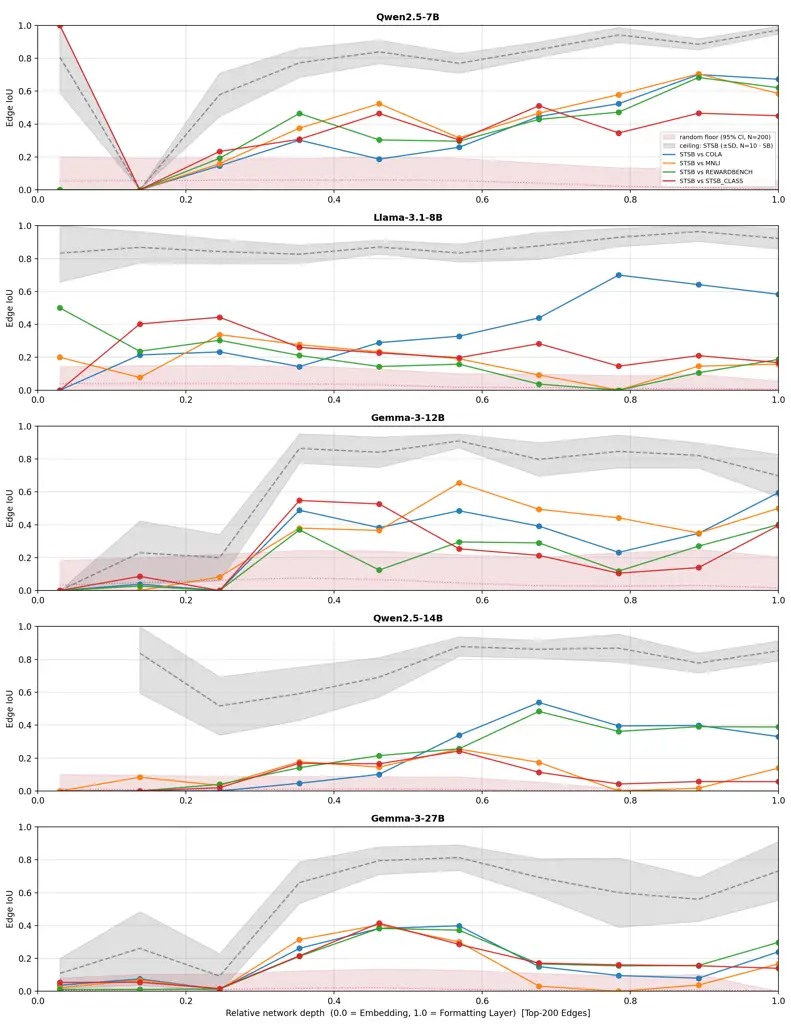 Qwen2.5-7B
1.0
0.8
0.6
0.4
0.2
0.0
Edge IoU
random floor (95% CI, N=200)
ceiling: STSB (±SD, N=10 · SB)
STSB vs COLA
STSB vs MNLI
STSB vs REWARDBENCH
STSB vs STSB_CLASS
0.0 0.2 0.4 0.6 0.8 1.0
Llama-3.1-8B
1.0
0.8
0.6
0.4
0.2
0.0
Edge IoU
0.0 0.2 0.4 0.6 0.8 1.0
Gemma-3-12B
1.0
0.8
0.6
0.4
0.2
0.0
Edge IoU
0.0 0.2 0.4 0.6 0.8 1.0
Qwen2.5-14B
1.0
0.8
0.6
0.4
0.2
0.0
Edge IoU
0.0 0.2 0.4 0.6 0.8 1.0
Gemma-3-27B
1.0
0.8
0.6
0.4
0.2
0.0
Edge IoU
0.0 0.2 0.4 0.6 0.8 1.0
Relative network depth (0.0 = Embedding, 1.0 = Formatting Layer) [Top-200 Edges]